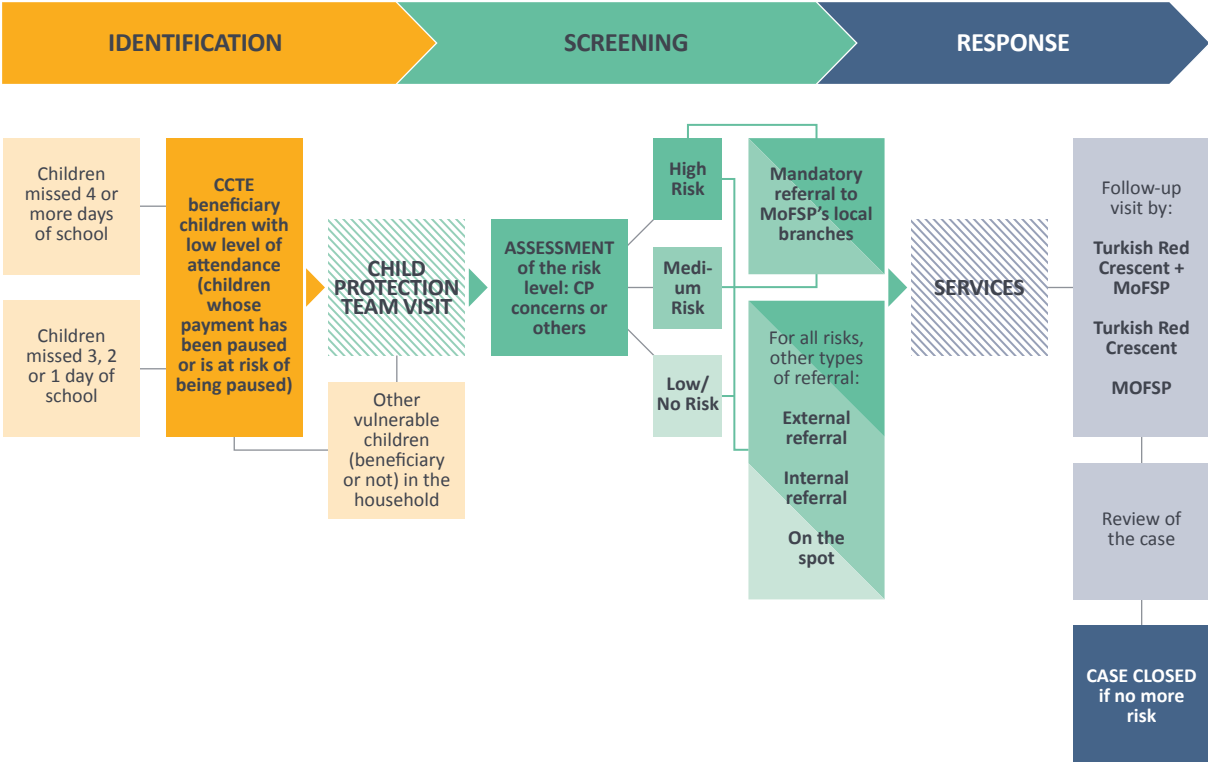 IDENTIFICATION
SCREENING
RESPONSE
Children
missed 4 or
more days
of school
Children
missed 3, 2
or 1 day of
school
CCTE
beneficiary
children with
low level of
attendance
(children
whose
payment has
been paused
or is at risk of
being paused)
CHILD
PROTECTION
TEAM VISIT
Other
vulnerable
children
(beneficiary
or not) in the
household
ASSESSMENT
of the risk
level: CP
concerns or
others
High
Risk
Medi-
um
Risk
Low/
No Risk
Mandatory
referral to
MoFSP’s local
branches
For all risks,
other types
of referral:
External
referral
Internal
referral
On the
spot
SERVICES
Follow-up
visit by:
Turkish Red
Crescent +
MoFSP
Turkish Red
Crescent
MOFSP
Review of
the case
CASE CLOSED
if no more
risk